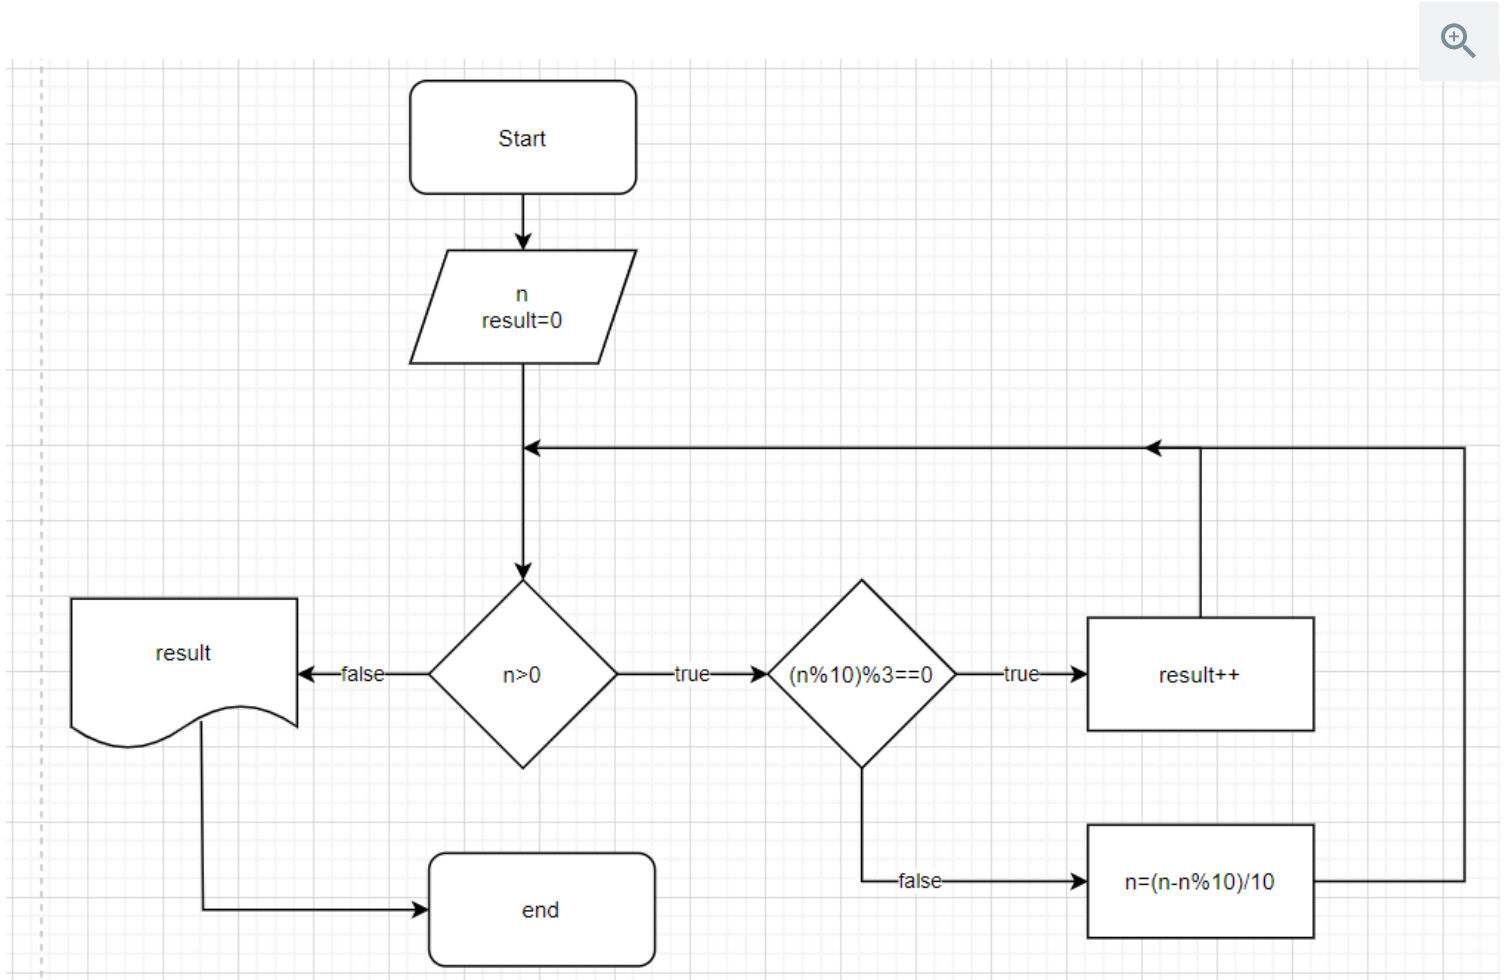 Start
n
result=0
result
false
n>0
true
(n%10)%3==0
true
result++
false
n=(n-n%10)/10
end